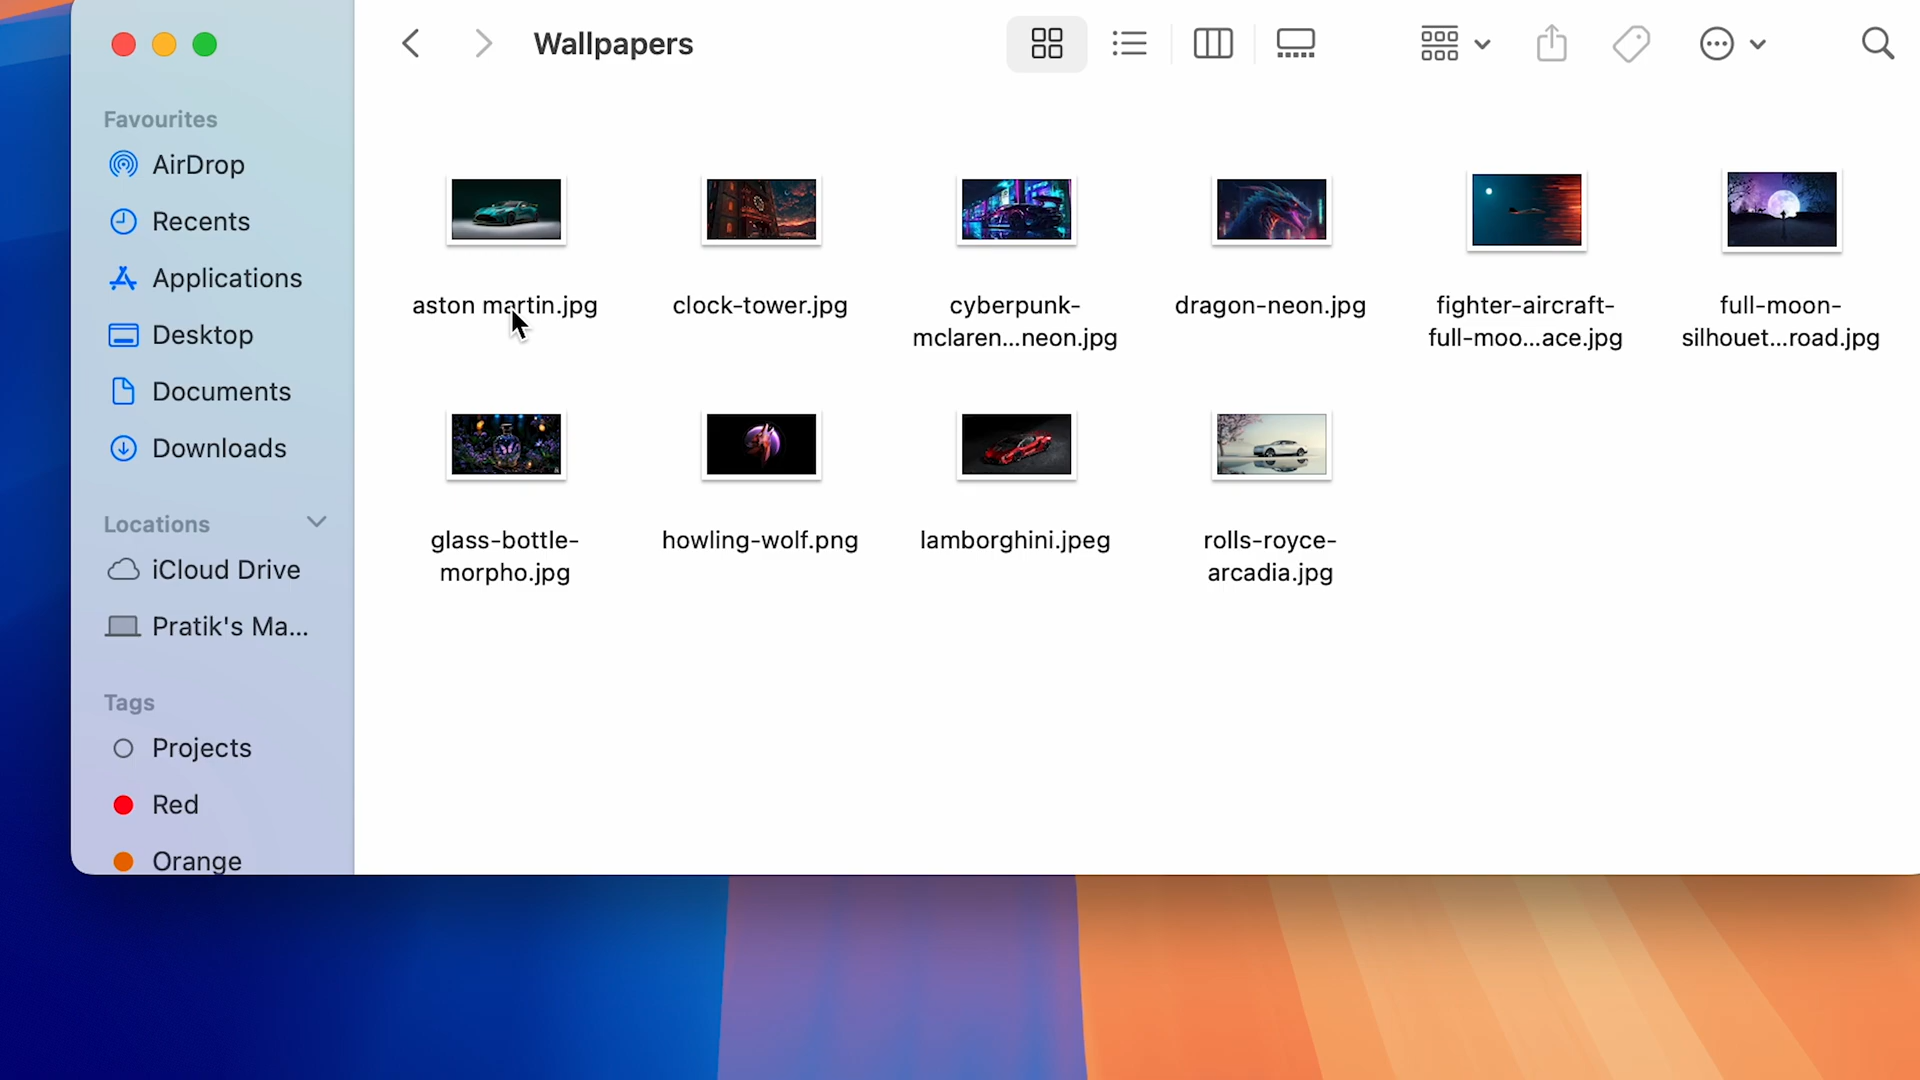 Wallpapers
Favourites
AirDrop
Recents
Applications
Desktop
Documents
Downloads
Locations
iCloud Drive
Pratik's Ma...
Tags
Projects
Red
Orange
aston martin.jpg
clock-tower.jpg
cyberpunk-
mclaren...neon.jpg
dragon-neon.jpg
fighter-aircraft-
full-moo...ace.jpg
full-moon-
silhouet...road.jpg
glass-bottle-
morpho.jpg
howling-wolf.png
lamborghini.jpeg
rolls-royce-
arcadia.jpg